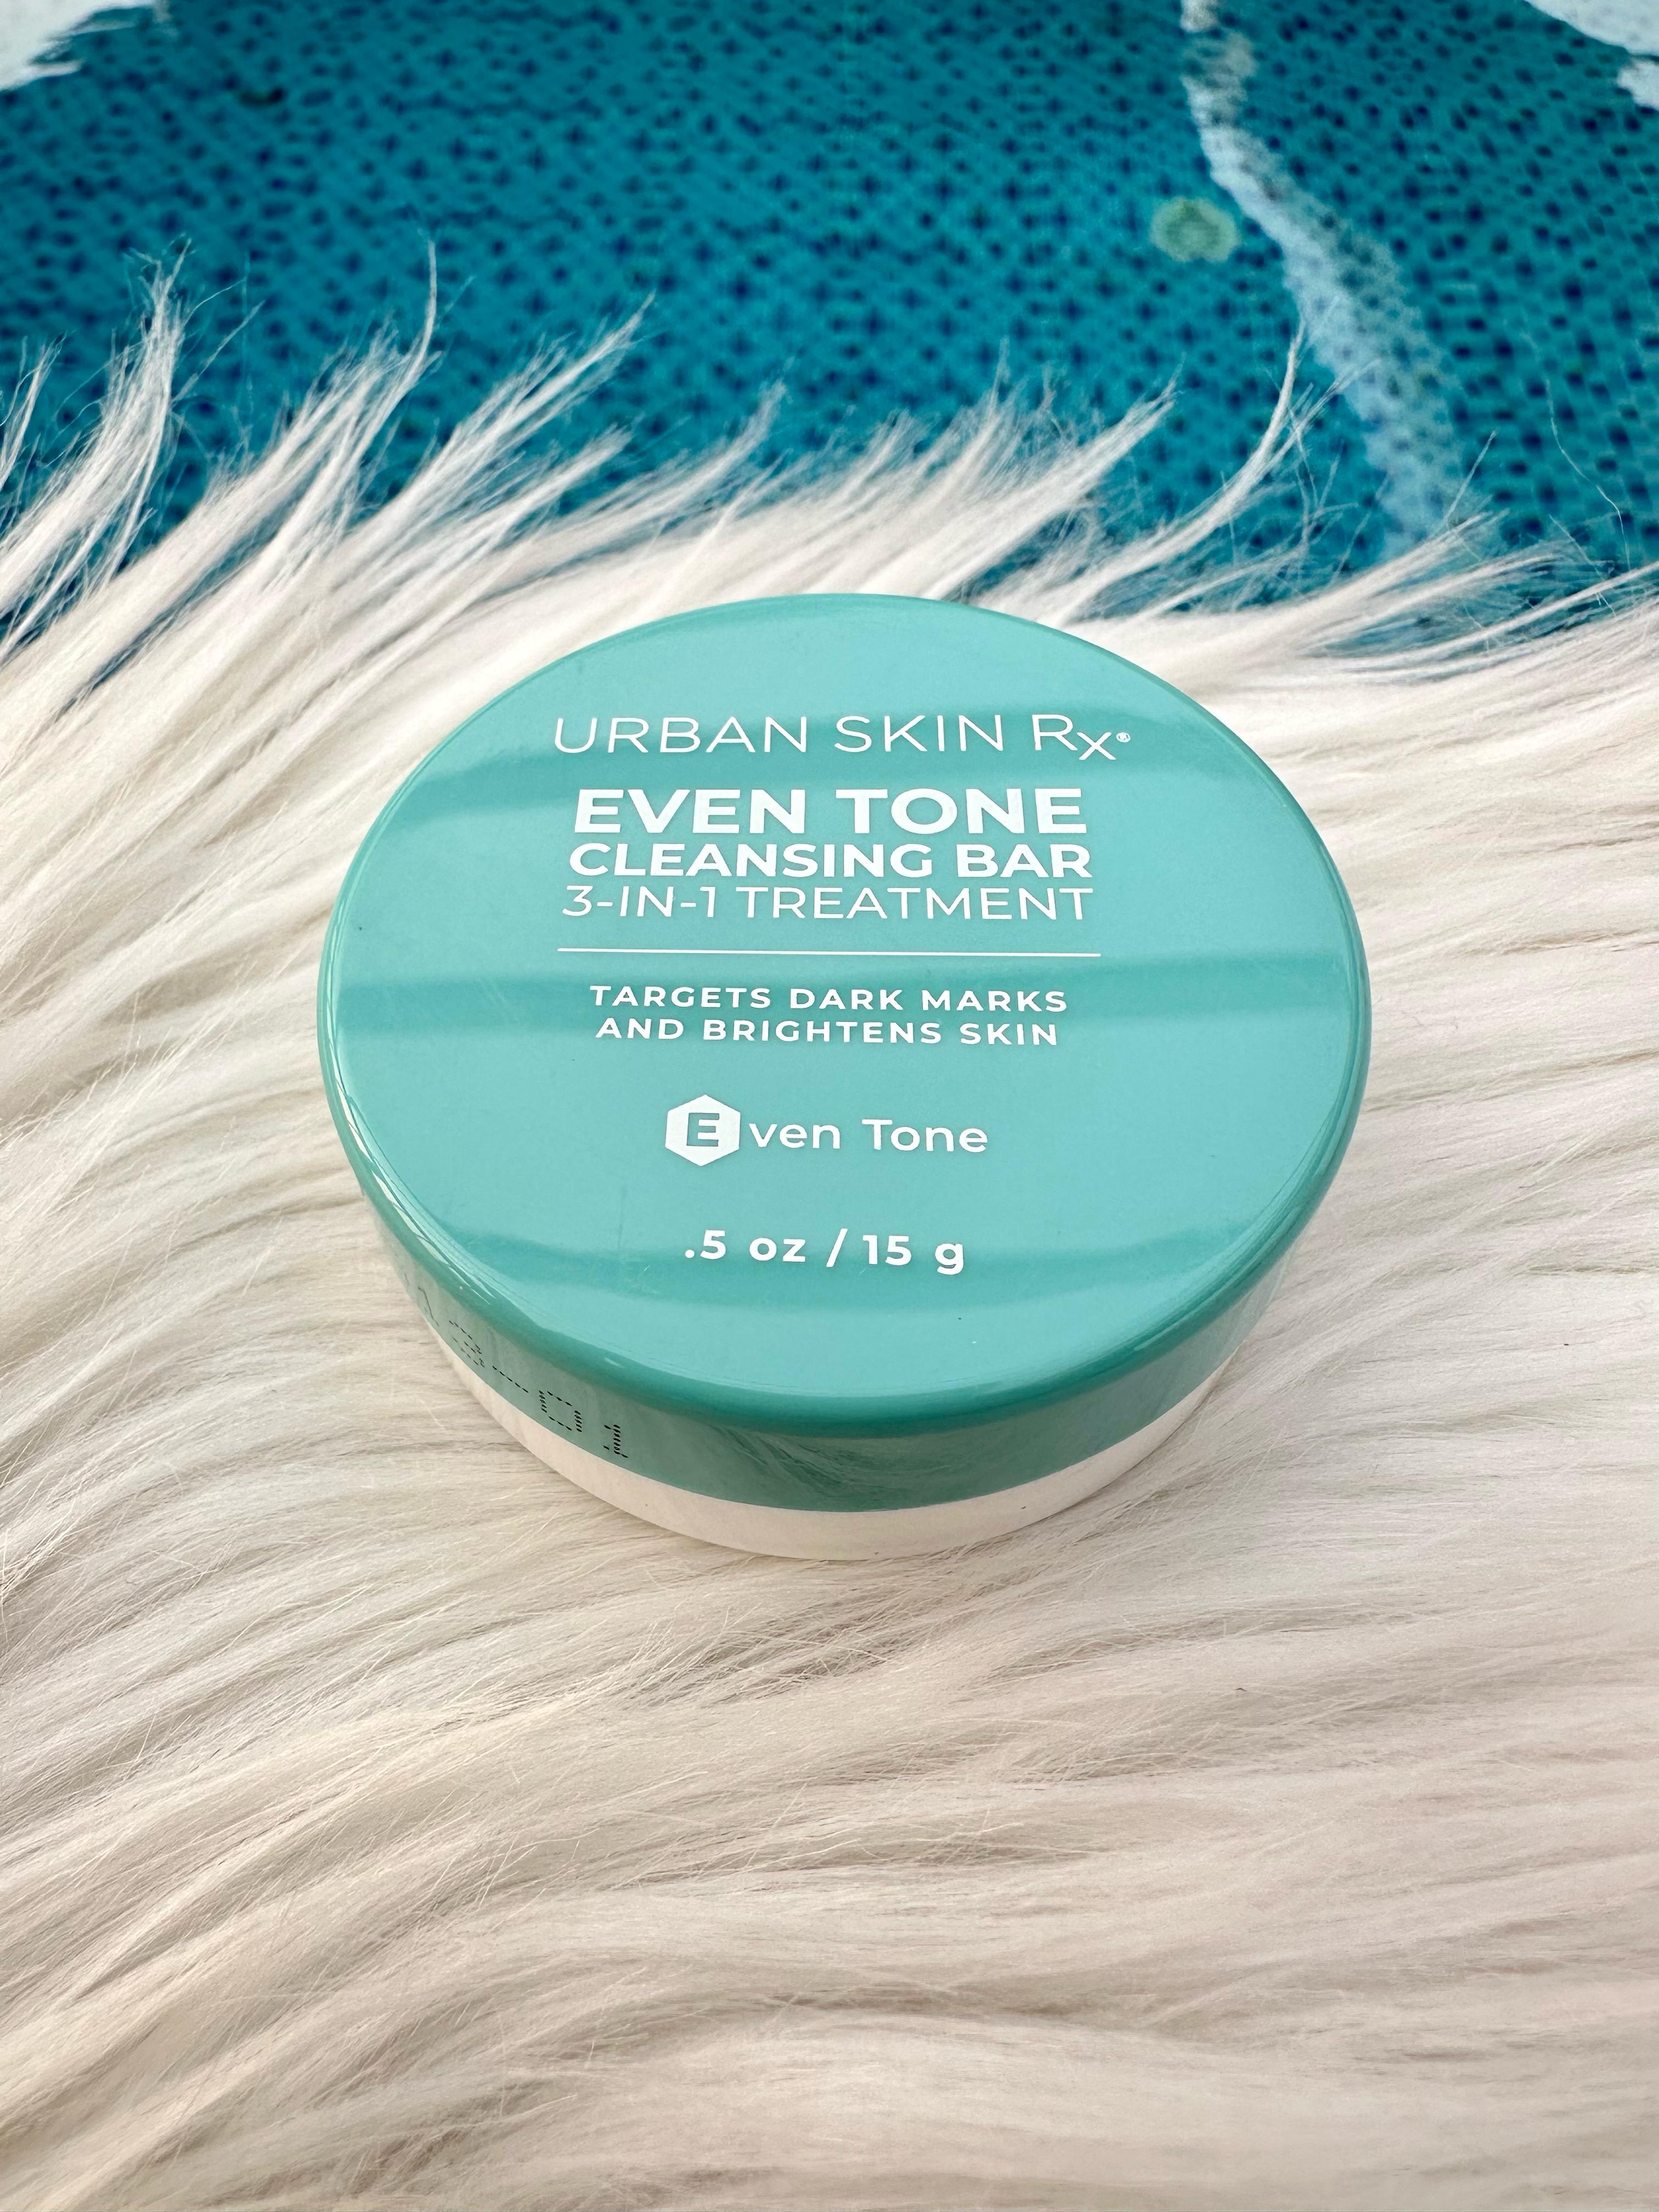 URBAN SKIN Rx®
EVEN TONE
CLEANSING BAR
3-IN-1 TREATMENT
TARGETS DARK MARKS
AND BRIGHTENS SKIN
Even Tone
.5 oz / 15 g